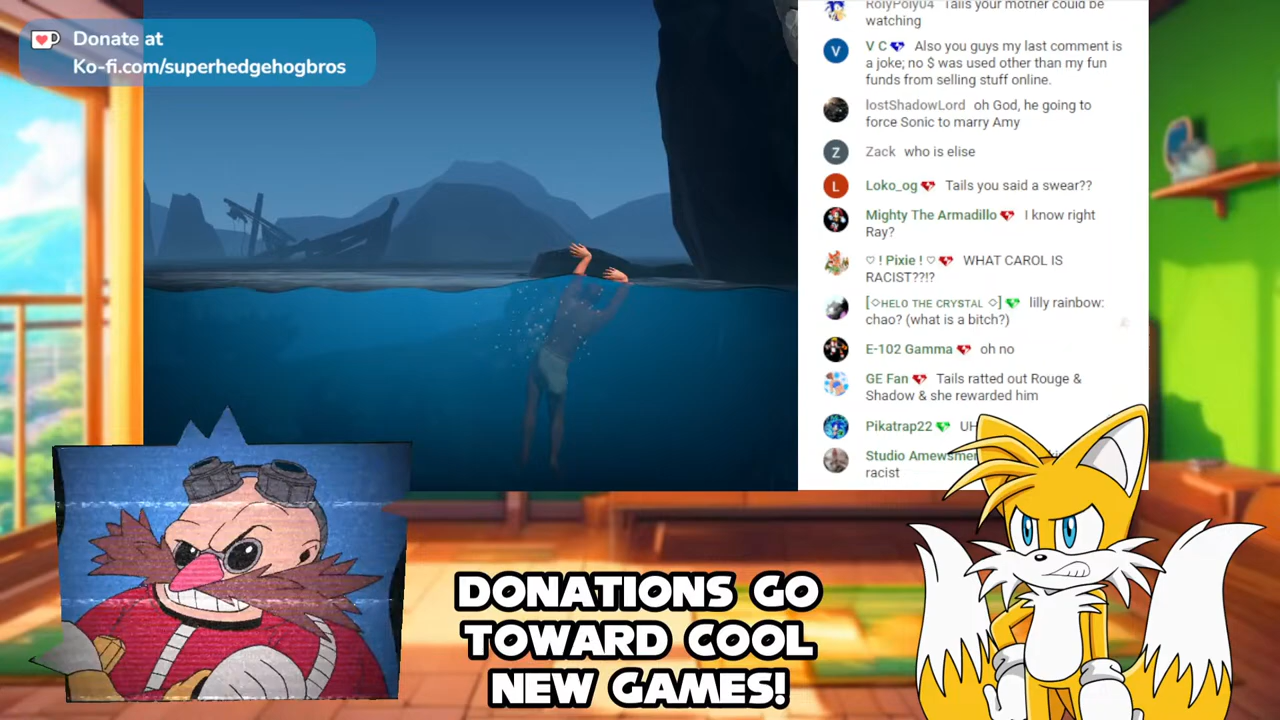 Donate at
Ko-fi.com/superhedgehogbros
RolyPoly04 Tails your mother could be
watching
V V C Also you guys my last comment is
a joke; no $ was used other than my fun
funds from selling stuff online.
lostShadowLord oh God, he going to
force Sonic to marry Amy
Z Zack who is elise
L Loko_og Tails you said a swear??
Mighty The Armadillo I know right
Ray?
♡ ! Pixie ! ♡ WHAT CAROL IS
RACIST??!?
[◇HELO THE CRYSTAL ◇] lilly rainbow:
chao? (what is a bitch?)
E-102 Gamma oh no
GE Fan Tails ratted out Rouge &
Shadow & she rewarded him
Pikatrap22
Studio
racist
DONATIONS GO
TOWARD COOL
NEW GAMES!